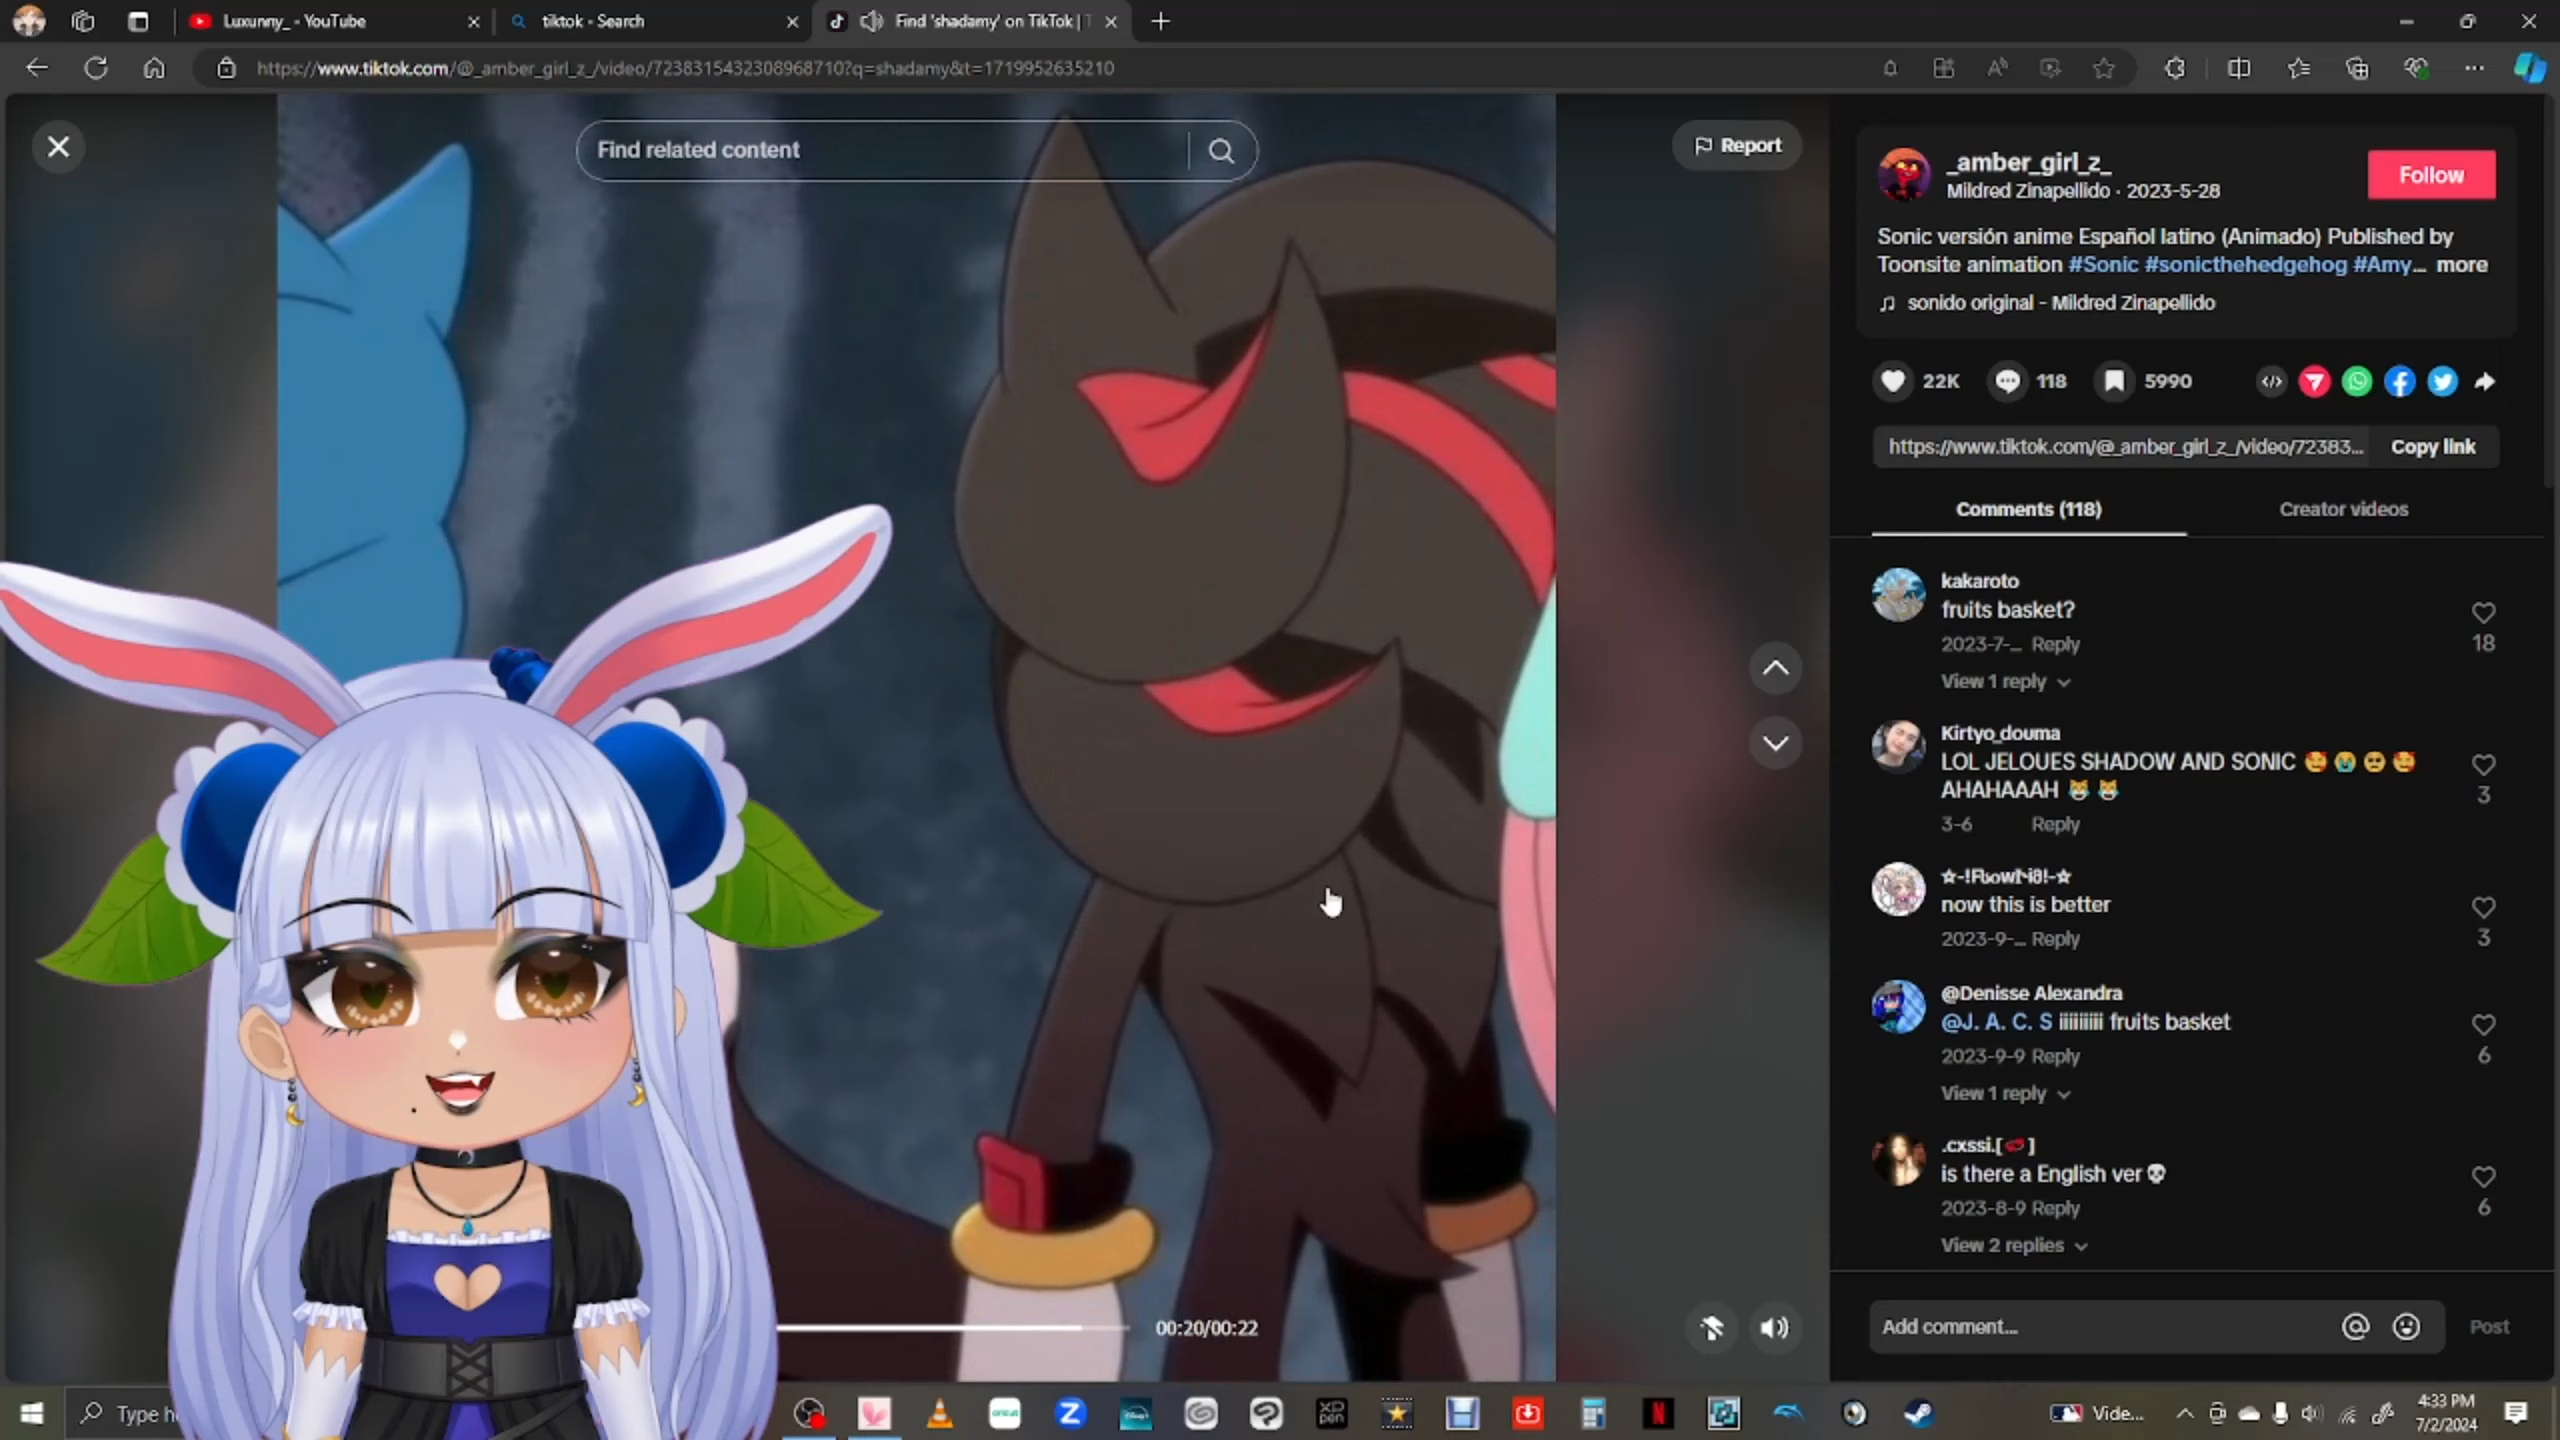 Luxunny_ - YouTube
tiktok - Search
Find 'shadamy' on TikTok | T
https://www.tiktok.com/@_amber_girl_z_/video/7238315432308968710?q=shadamy&t=1719952635210
Find related content
Report
_amber_girl_z_
Mildred Zinapellido · 2023-5-28
Follow
Sonic versión anime Español latino (Animado) Published by
Toonsite animation #Sonic #sonicthehedgehog #Amy... more
sonido original - Mildred Zinapellido
22K
118
5990
https://www.tiktok.com/@_amber_girl_z_/video/72383...
Copy link
Comments (118)
Creator videos
kakaroto
fruits basket?
2023-7-... Reply
18
View 1 reply
Kirtyo_douma
LOL JELOUES SHADOW AND SONIC 🥰 😭 🥺 🥰
AHAHAAAH 😹 😹
3-6 Reply
3
now this is better
2023-9-... Reply
3
@Denisse Alexandra
@J. A. C. S iiiiiiiiii fruits basket
2023-9-9 Reply
6
View 1 reply
.cxssi.[💋]
is there a English ver💀
2023-8-9 Reply
6
View 2 replies
00:20/00:22
Add comment...
Post
Type h
cricut
Disney+
XP
pen
N
Vide...
4:33 PM
7/2/2024